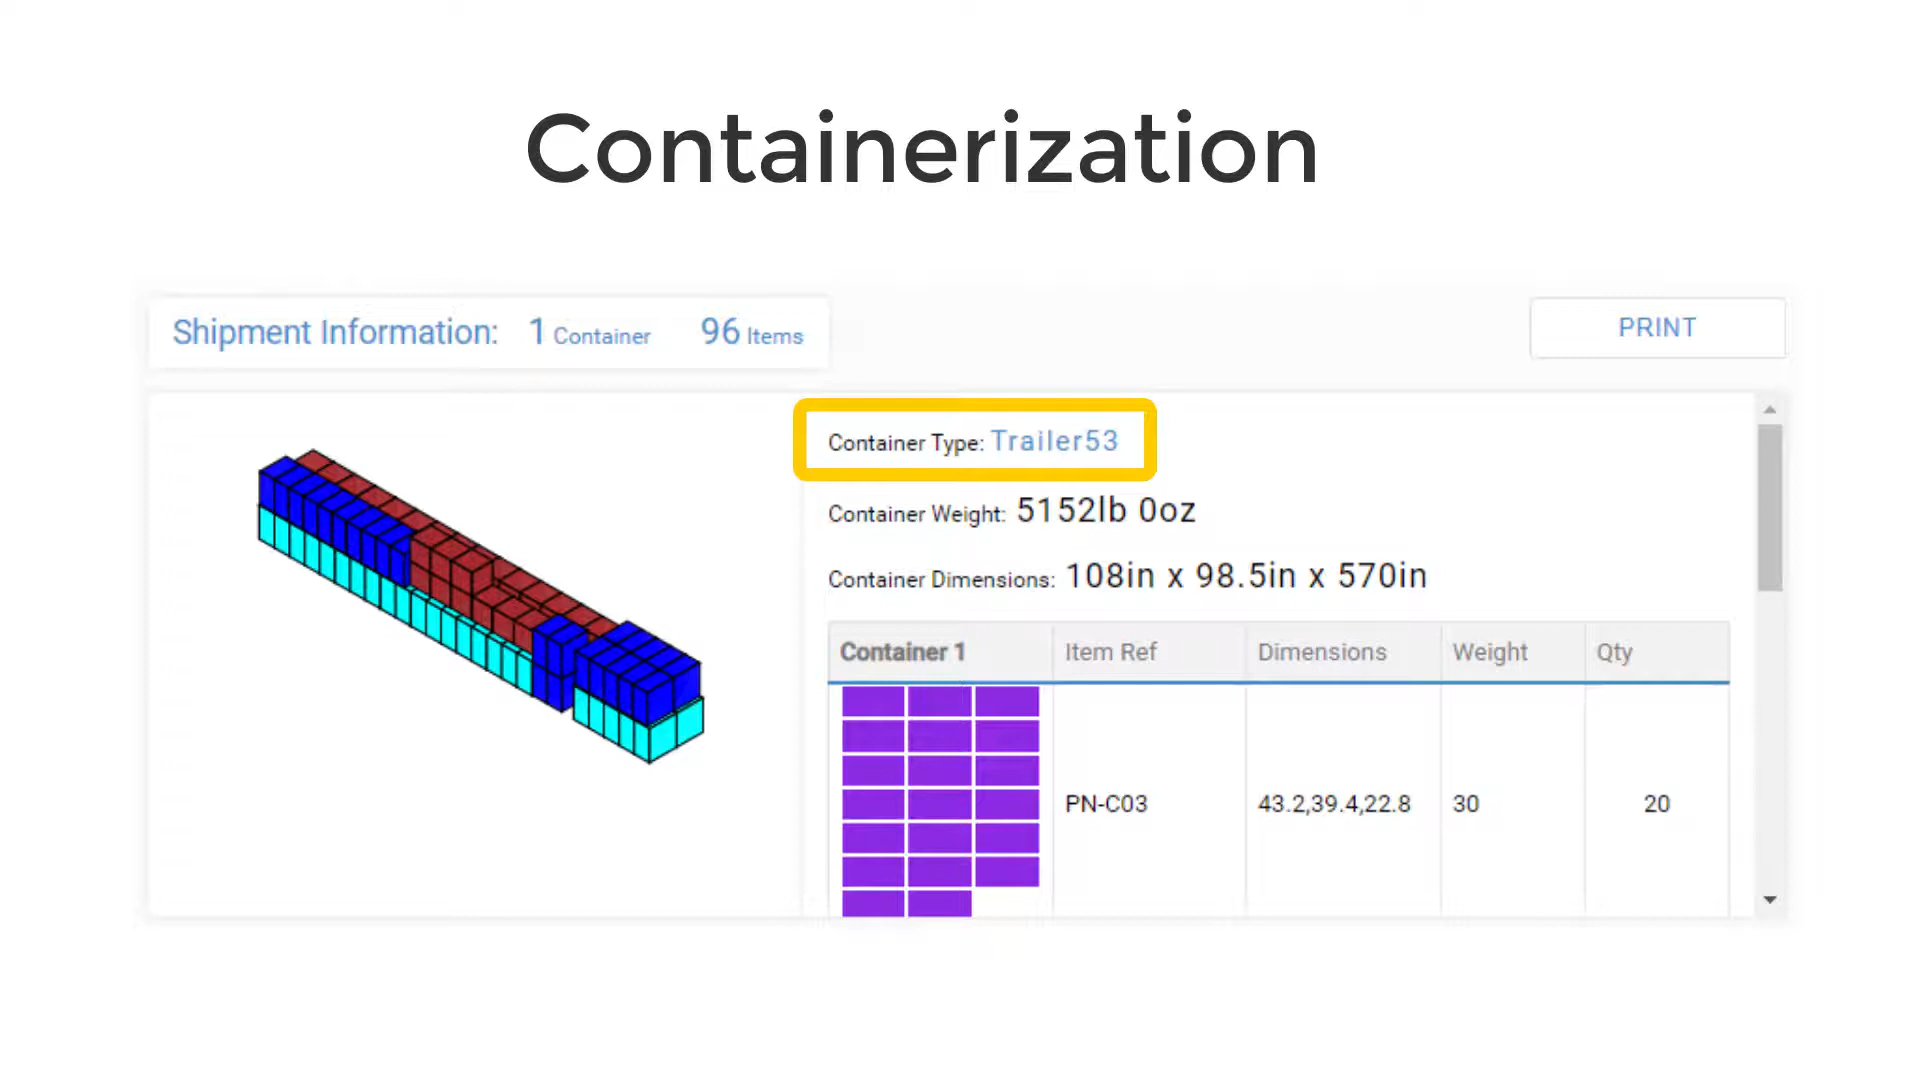 Containerization
Shipment Information: 1 Container 96 Items
PRINT
Container Type: Trailer53
Container Weight: 5152lb 0oz
Container Dimensions: 108in x 98.5in x 570in
Container 1 Item Ref Dimensions Weight Qty
PN-C03 43.2,39.4,22.8 30 20